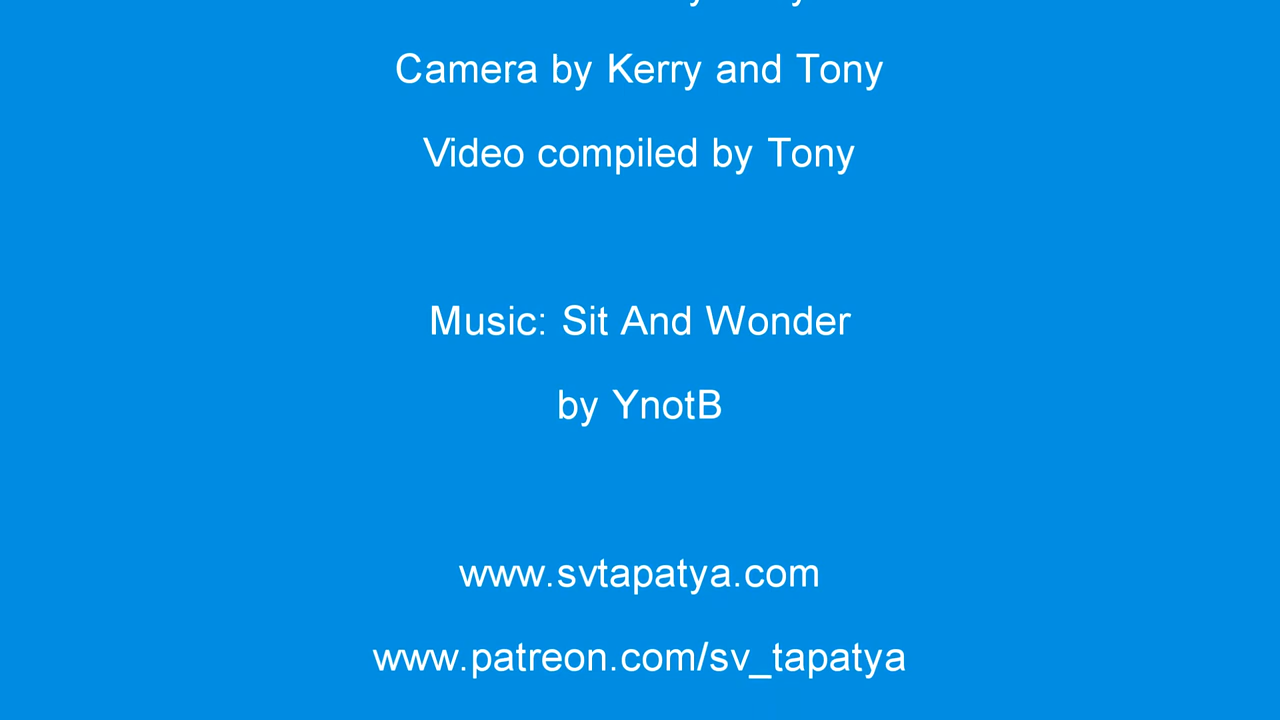 Camera by Kerry and Tony
Video compiled by Tony
Music: Sit And Wonder
by YnotB
www.svtapatya.com
www.patreon.com/sv_tapatya